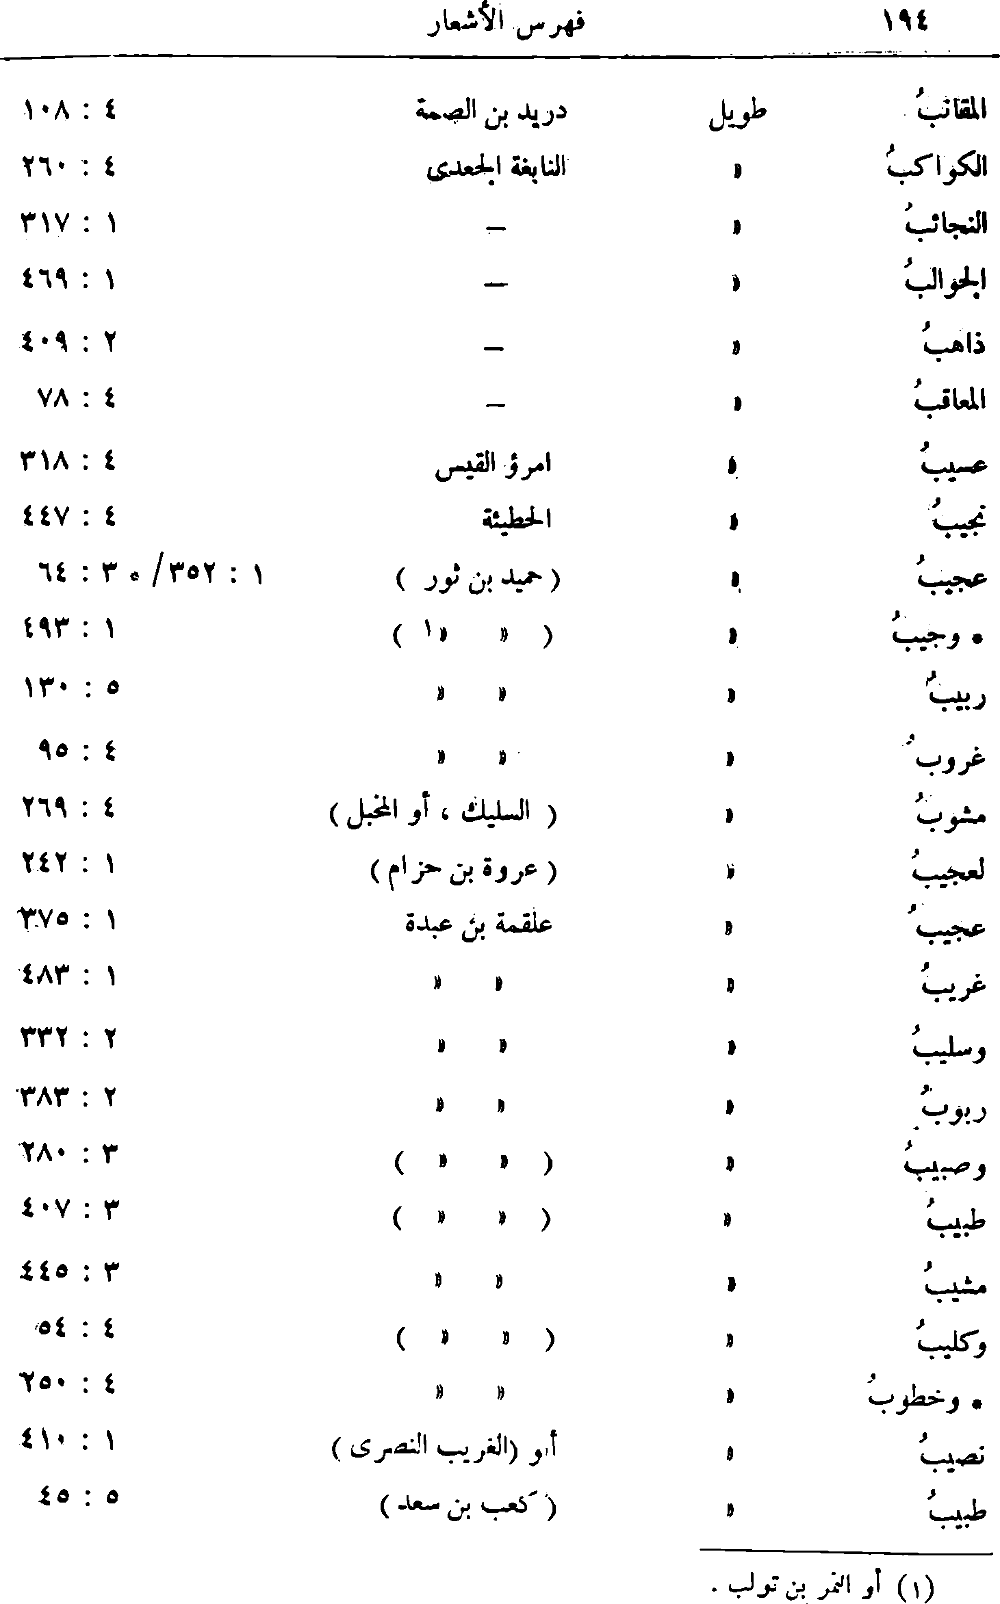 ١٩٤ فهرس الأشعار
المقانبُ طويل دريد بن الصمة ٤ : ١٠٨
الكواكبُ » النابغة الجعدى ٤ : ٢٦٠
النجائبُ » — ١ : ٣١٧
الجوالبُ » — ١ : ٤٦٩
ذاهبُ » — ٢ : ٤٠٩
المعاقبُ » — ٤ : ٧٨
عسيبُ » امرؤ القيس ٤ : ٣١٨
نجيبُ » الحطيئة ٤ : ٤٤٧
عجيبُ » ( حميد بن ثور ) ١ : ٣٥٢ / ٣ : ٦٤
* وجيبُ » ( » »١ ) ١ : ٤٩٣
ربيبُ » » » ٥ : ١٣٠
غروبُ » » » ٤ : ٩٥
مشوبُ » ( السليك ، أو المخبل ) ٤ : ٢٦٩
لعجيبُ » ( عروة بن حزام ) ١ : ٢٤٢
عجيبُ » علقمة بن عبدة ١ : ٣٧٥
غريبُ » » » ١ : ٤٨٣
وسليبُ » » » ٢ : ٣٣٢
ربوبُ » » » ٢ : ٣٨٣
وصبيبُ » ( » » ) ٣ : ٢٨٠
طبيبُ » ( » » ) ٣ : ٤٠٧
مشيبُ » » » ٣ : ٤٤٥
وكليبُ » ( » » ) ٤ : ٥٤
* وخطوبُ » » » ٤ : ٢٥٠
نصيبُ » أبو (الغريب النصرى ) ١ : ٤١٠
طبيبُ » ( كعب بن سعد ) ٥ : ٤٥
(١) أو النمر بن تولب .